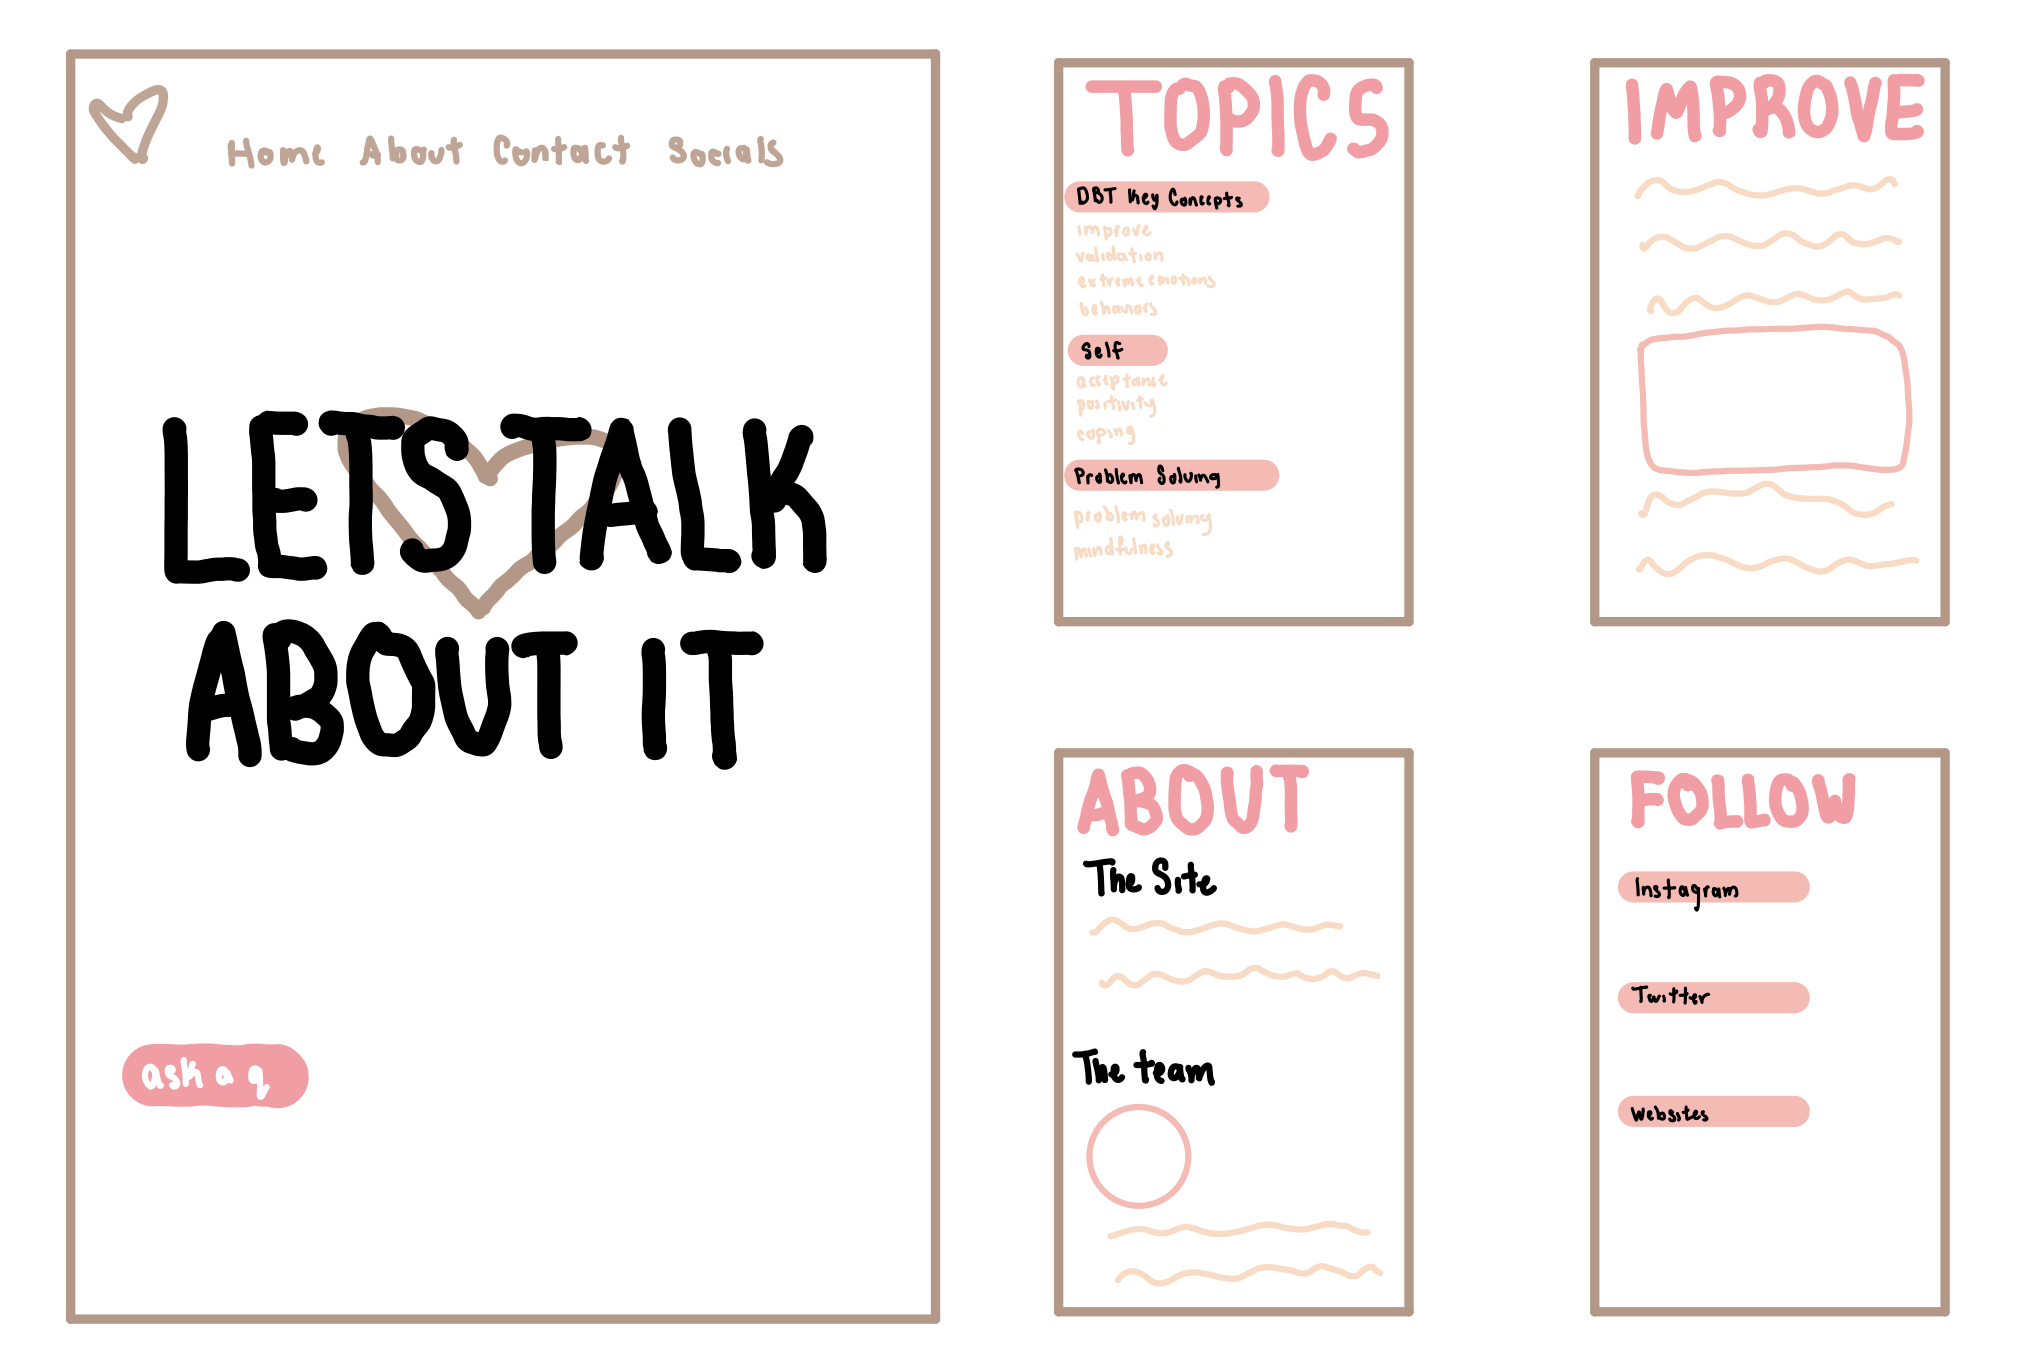 Home About Contact Socials
LETS TALK
ABOUT IT
ask a q
TOPICS
DBT Key Concepts
improve
validation
extreme emotions
behaviors
Self
acceptance
positivity
coping
Problem Solving
problem solving
mindfulness
IMPROVE
ABOUT
The Site
The team
FOLLOW
Instagram
Twitter
Websites